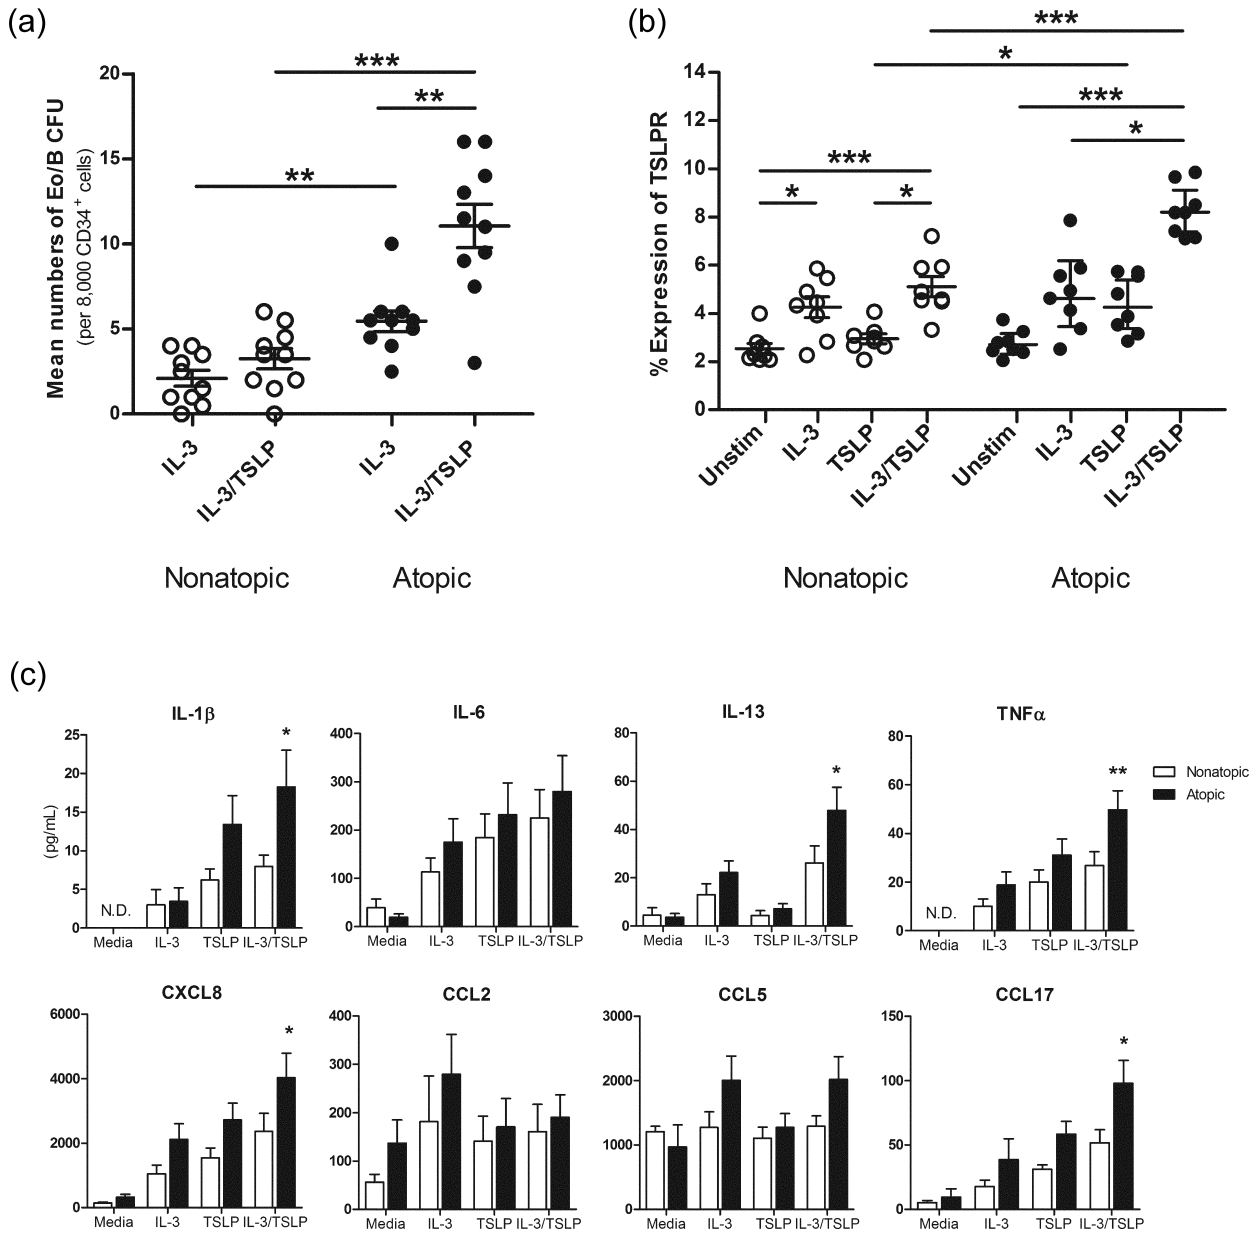 (a)
Mean numbers of Eo/B CFU
(per 8,000 CD34+ cells)
20
15
10
5
0
***
**
**
IL-3
IL-3/TSLP
IL-3
IL-3/TSLP
Nonatopic
Atopic
(b)
% Expression of TSLPR
14
12
10
8
6
4
2
0
***
*
***
*
***
*
*
Unstim
IL-3
TSLP
IL-3/TSLP
Unstim
IL-3
TSLP
IL-3/TSLP
Nonatopic
Atopic
(c)
IL-1β
(pg/mL)
25
20
15
10
5
0
*
N.D.
Media IL-3 TSLP IL-3/TSLP
IL-6
400
300
200
100
0
Media IL-3 TSLP IL-3/TSLP
IL-13
80
60
40
20
0
*
Media IL-3 TSLP IL-3/TSLP
TNFα
80
60
40
20
0
**
N.D.
Media IL-3 TSLP IL-3/TSLP
Nonatopic
Atopic
CXCL8
6000
4000
2000
0
*
Media IL-3 TSLP IL-3/TSLP
CCL2
400
300
200
100
0
Media IL-3 TSLP IL-3/TSLP
CCL5
3000
2000
1000
0
Media IL-3 TSLP IL-3/TSLP
CCL17
150
100
50
0
*
Media IL-3 TSLP IL-3/TSLP